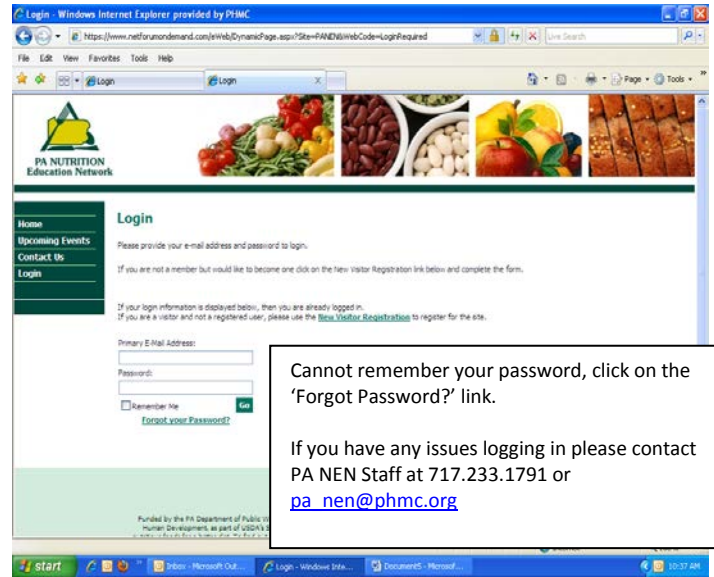 Login - Windows Internet Explorer provided by PHMC
https://www.netforumondemand.com/eWeb/DynamicPage.aspx?Site=PANEN&WebCode=LoginRequired
Live Search
File Edit View Favorites Tools Help
Login
Login
Page
Tools
PA NUTRITION
Education Network
Home
Upcoming Events
Contact Us
Login
Login
Please provide your e-mail address and password to login.
If you are not a member but would like to become one click on the New Visitor Registration link below and complete the form.
If your login information is displayed below, then you are already logged in.
If you are a visitor and not a registered user, please use the New Visitor Registration to register for the site.
Primary E-Mail Address:
Password:
Remember Me
Go
Forgot your Password?
Cannot remember your password, click on the
‘Forgot Password?’ link.
If you have any issues logging in please contact
PA NEN Staff at 717.233.1791 or
pa_nen@phmc.org
Funded by the PA Department of Public
Human Development, as part of USDA's
start
Inbox - Microsoft Out...
Login - Windows Inte...
Document5 - Microsof...
10:37 AM